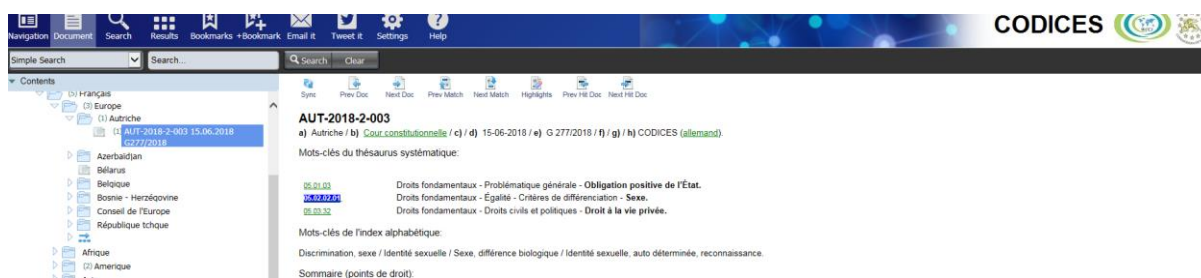 CODICES
Navigation Document Search Results Bookmarks +Bookmark Email it Tweet it Settings Help
Simple Search Search... Search Clear
Contents
(5) Français
(3) Europe
(1) Autriche
(1) AUT-2018-2-003 15.06.2018
G277/2018
Azerbaïdjan
Bélarus
Belgique
Bosnie - Herzégovine
Conseil de l'Europe
République tchque
Afrique
(2) Amerique
Sync Prev Doc Next Doc Prev Match Next Match Highlights Prev Hit Doc Next Hit Doc
AUT-2018-2-003
a) Autriche / b) Cour constitutionnelle / c) / d) 15-06-2018 / e) G 277/2018 / f) / g) / h) CODICES (allemand).
Mots-clés du thésaurus systématique:
05.01.03 Droits fondamentaux - Problématique générale - Obligation positive de l'État.
05.02.02.01 Droits fondamentaux - Égalité - Critères de différenciation - Sexe.
05.03.32 Droits fondamentaux - Droits civils et politiques - Droit à la vie privée.
Mots-clés de l'index alphabétique:
Discrimination, sexe / Identité sexuelle / Sexe, différence biologique / Identité sexuelle, auto déterminée, reconnaissance.
Sommaire (points de droit):